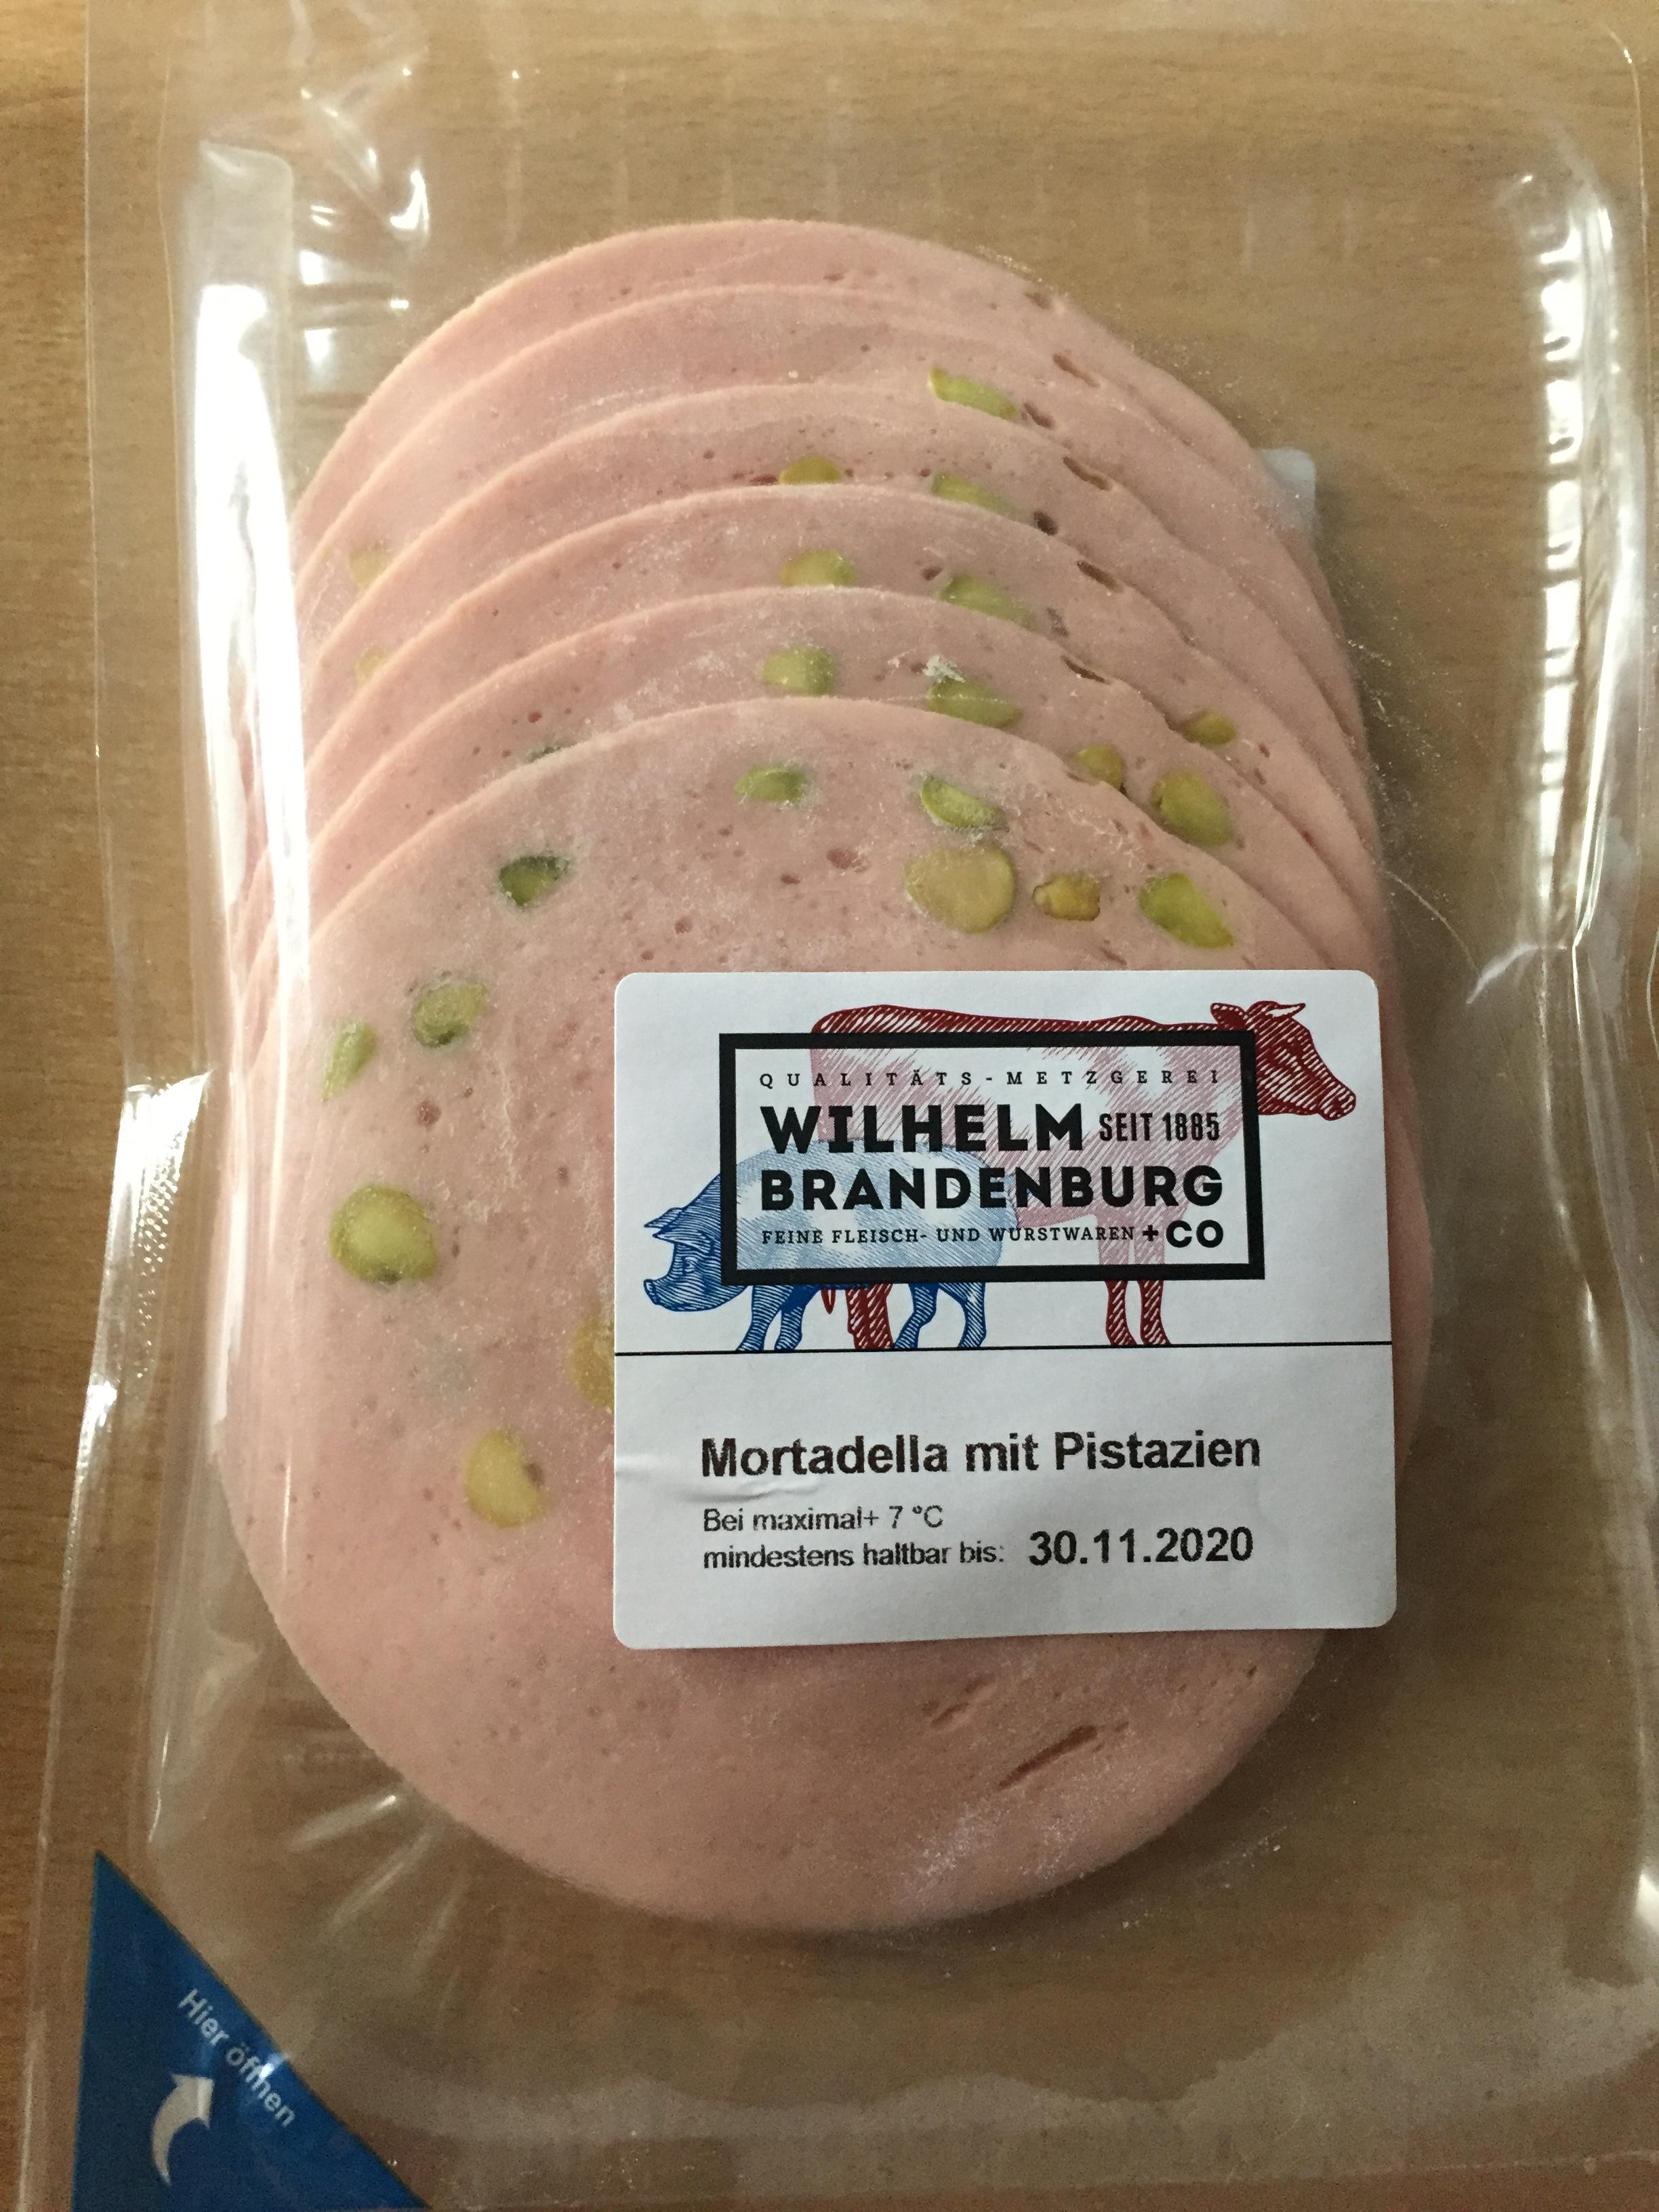 QUALITÄTS-METZGEREI
WILHELM SEIT 1885
BRANDENBURG
FEINE FLEISCH- UND WURSTWAREN + CO
Mortadella mit Pistazien
Bei maximal+ 7 °C
mindestens haltbar bis: 30.11.2020
Hier öffnen